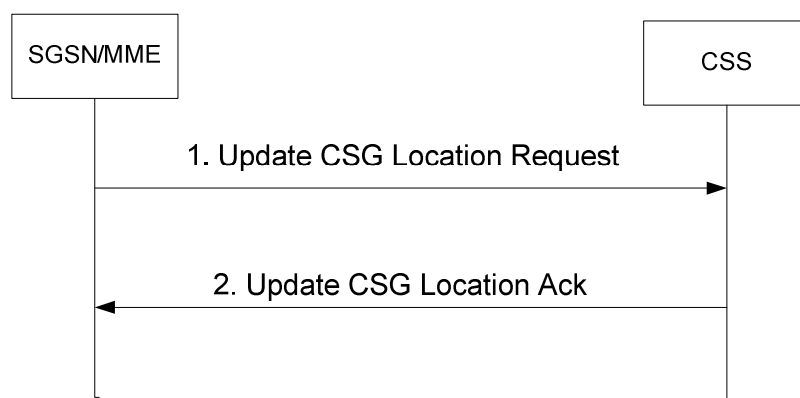 SGSN/MME
CSS
1. Update CSG Location Request
2. Update CSG Location Ack